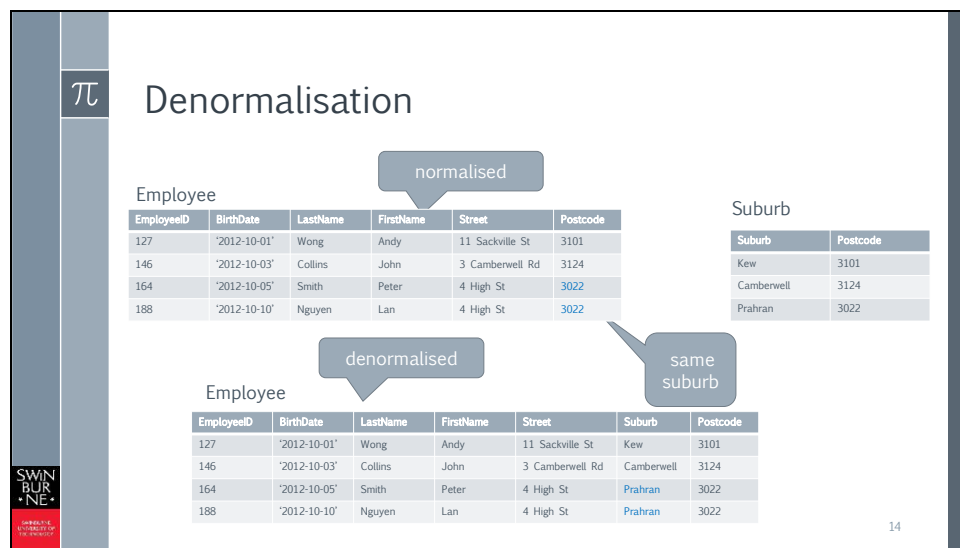 π
Denormalisation
normalised
Employee
EmployeeID BirthDate LastName FirstName Street Postcode
127 '2012-10-01' Wong Andy 11 Sackville St 3101
146 '2012-10-03' Collins John 3 Camberwell Rd 3124
164 '2012-10-05' Smith Peter 4 High St 3022
188 '2012-10-10' Nguyen Lan 4 High St 3022
Suburb
Suburb Postcode
Kew 3101
Camberwell 3124
Prahran 3022
same
suburb
denormalised
Employee
EmployeeID BirthDate LastName FirstName Street Suburb Postcode
127 '2012-10-01' Wong Andy 11 Sackville St Kew 3101
146 '2012-10-03' Collins John 3 Camberwell Rd Camberwell 3124
164 '2012-10-05' Smith Peter 4 High St Prahran 3022
188 '2012-10-10' Nguyen Lan 4 High St Prahran 3022
SWIN
BUR
NE
SWINBURNE
UNIVERSITY OF
TECHNOLOGY
14